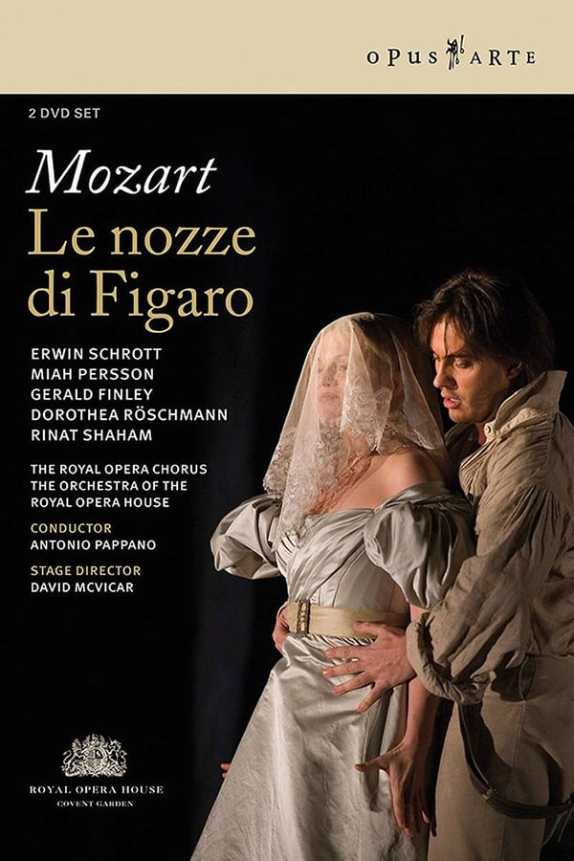 OPUS ARTE
2 DVD SET
Mozart
Le nozze
di Figaro
ERWIN SCHROTT
MIAH PERSSON
GERALD FINLEY
DOROTHEA RÖSCHMANN
RINAT SHAHAM
THE ROYAL OPERA CHORUS
THE ORCHESTRA OF THE
ROYAL OPERA HOUSE
CONDUCTOR
ANTONIO PAPPANO
STAGE DIRECTOR
DAVID MCVICAR
ROYAL OPERA HOUSE
COVENT GARDEN